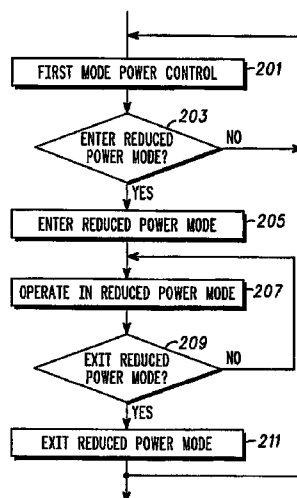 FIRST MODE POWER CONTROL 201
203
ENTER REDUCED
POWER MODE?
NO
YES
ENTER REDUCED POWER MODE 205
OPERATE IN REDUCED POWER MODE 207
209
EXIT REDUCED
POWER MODE?
NO
YES
EXIT REDUCED POWER MODE 211